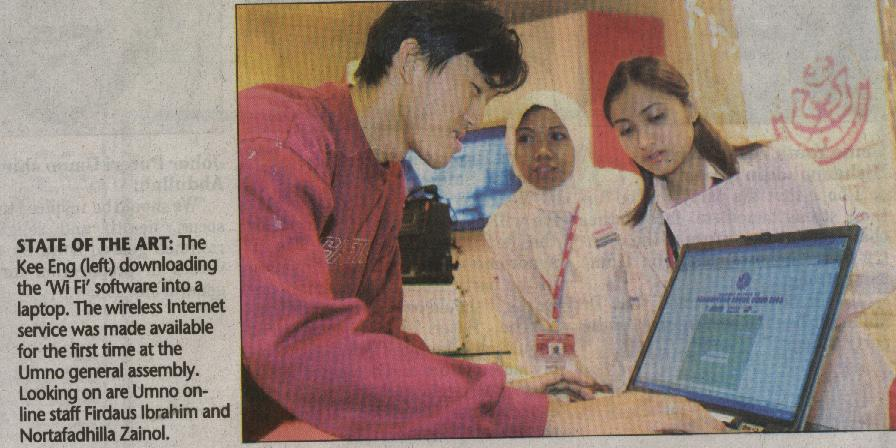 STATE OF THE ART: The
Kee Eng (left) downloading
the 'Wi Fi' software into a
laptop. The wireless Internet
service was made available
for the first time at the
Umno general assembly.
Looking on are Umno on-
line staff Firdaus Ibrahim and
Nortafadhilla Zainol.